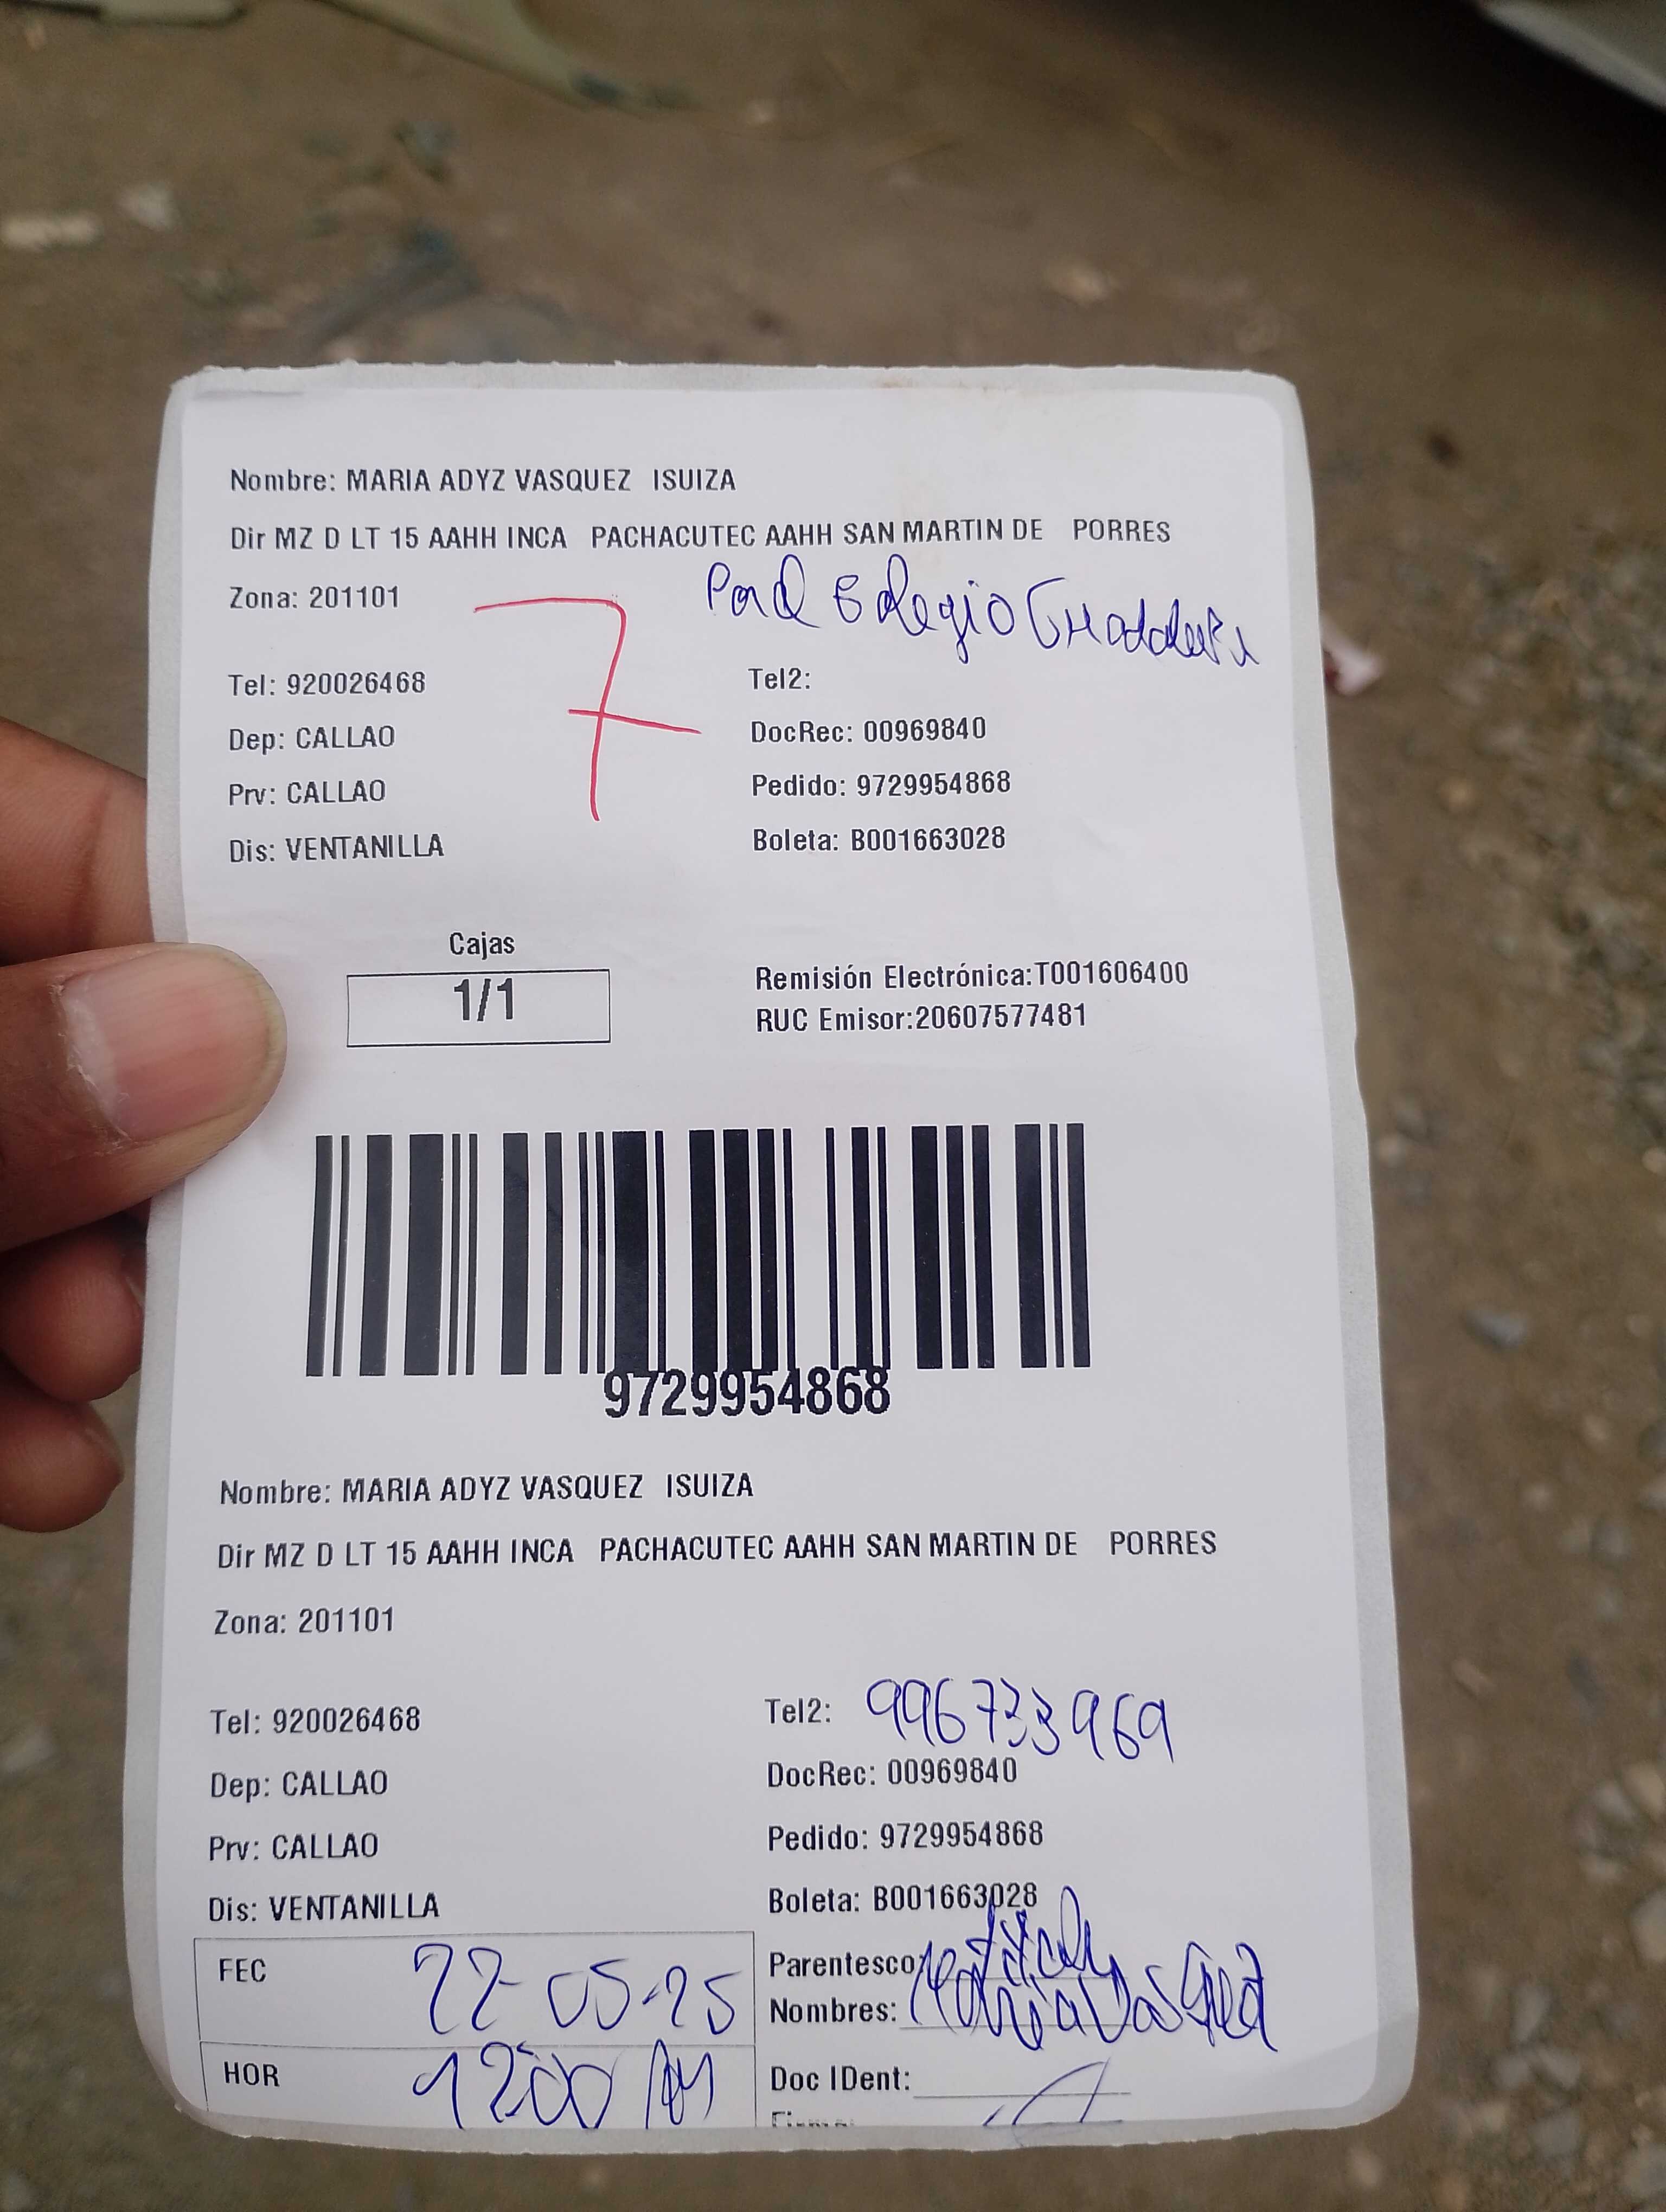 Nombre: MARIA ADYZ VASQUEZ ISUIZA
Dir MZ D LT 15 AAHH INCA PACHACUTEC AAHH SAN MARTIN DE PORRES
Zona: 201101
7
Tel: 920026468 Tel2:
Dep: CALLAO DocRec: 00969840
Prv: CALLAO Pedido: 9729954868
Dis: VENTANILLA Boleta: B001663028
Cajas
1/1
Remisión Electrónica:T001606400
RUC Emisor:20607577481
9729954868
Nombre: MARIA ADYZ VASQUEZ ISUIZA
Dir MZ D LT 15 AAHH INCA PACHACUTEC AAHH SAN MARTIN DE PORRES
Zona: 201101
Tel: 920026468 Tel2: 996733969
Dep: CALLAO DocRec: 00969840
Prv: CALLAO Pedido: 9729954868
Dis: VENTANILLA Boleta: B001663028
FEC 22-05-25 Parentesco:
Nombres: Maria Vasquez
HOR 1200 Doc IDent: